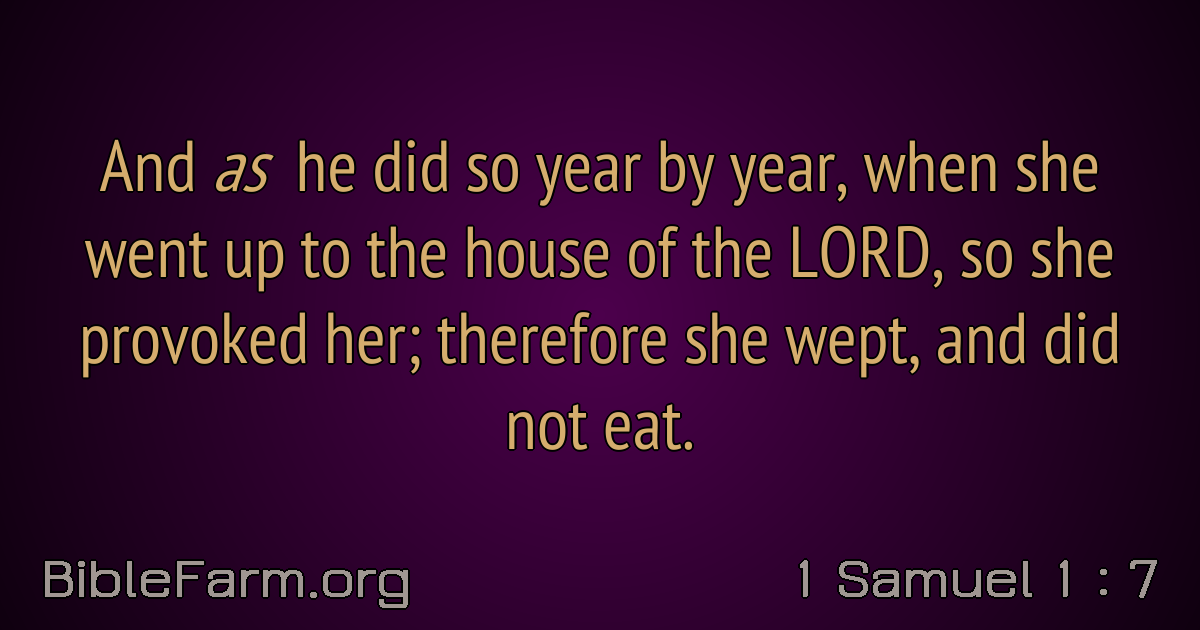 And as he did so year by year, when she
went up to the house of the LORD, so she
provoked her; therefore she wept, and did
not eat.
BibleFarm.org
1 Samuel 1 : 7